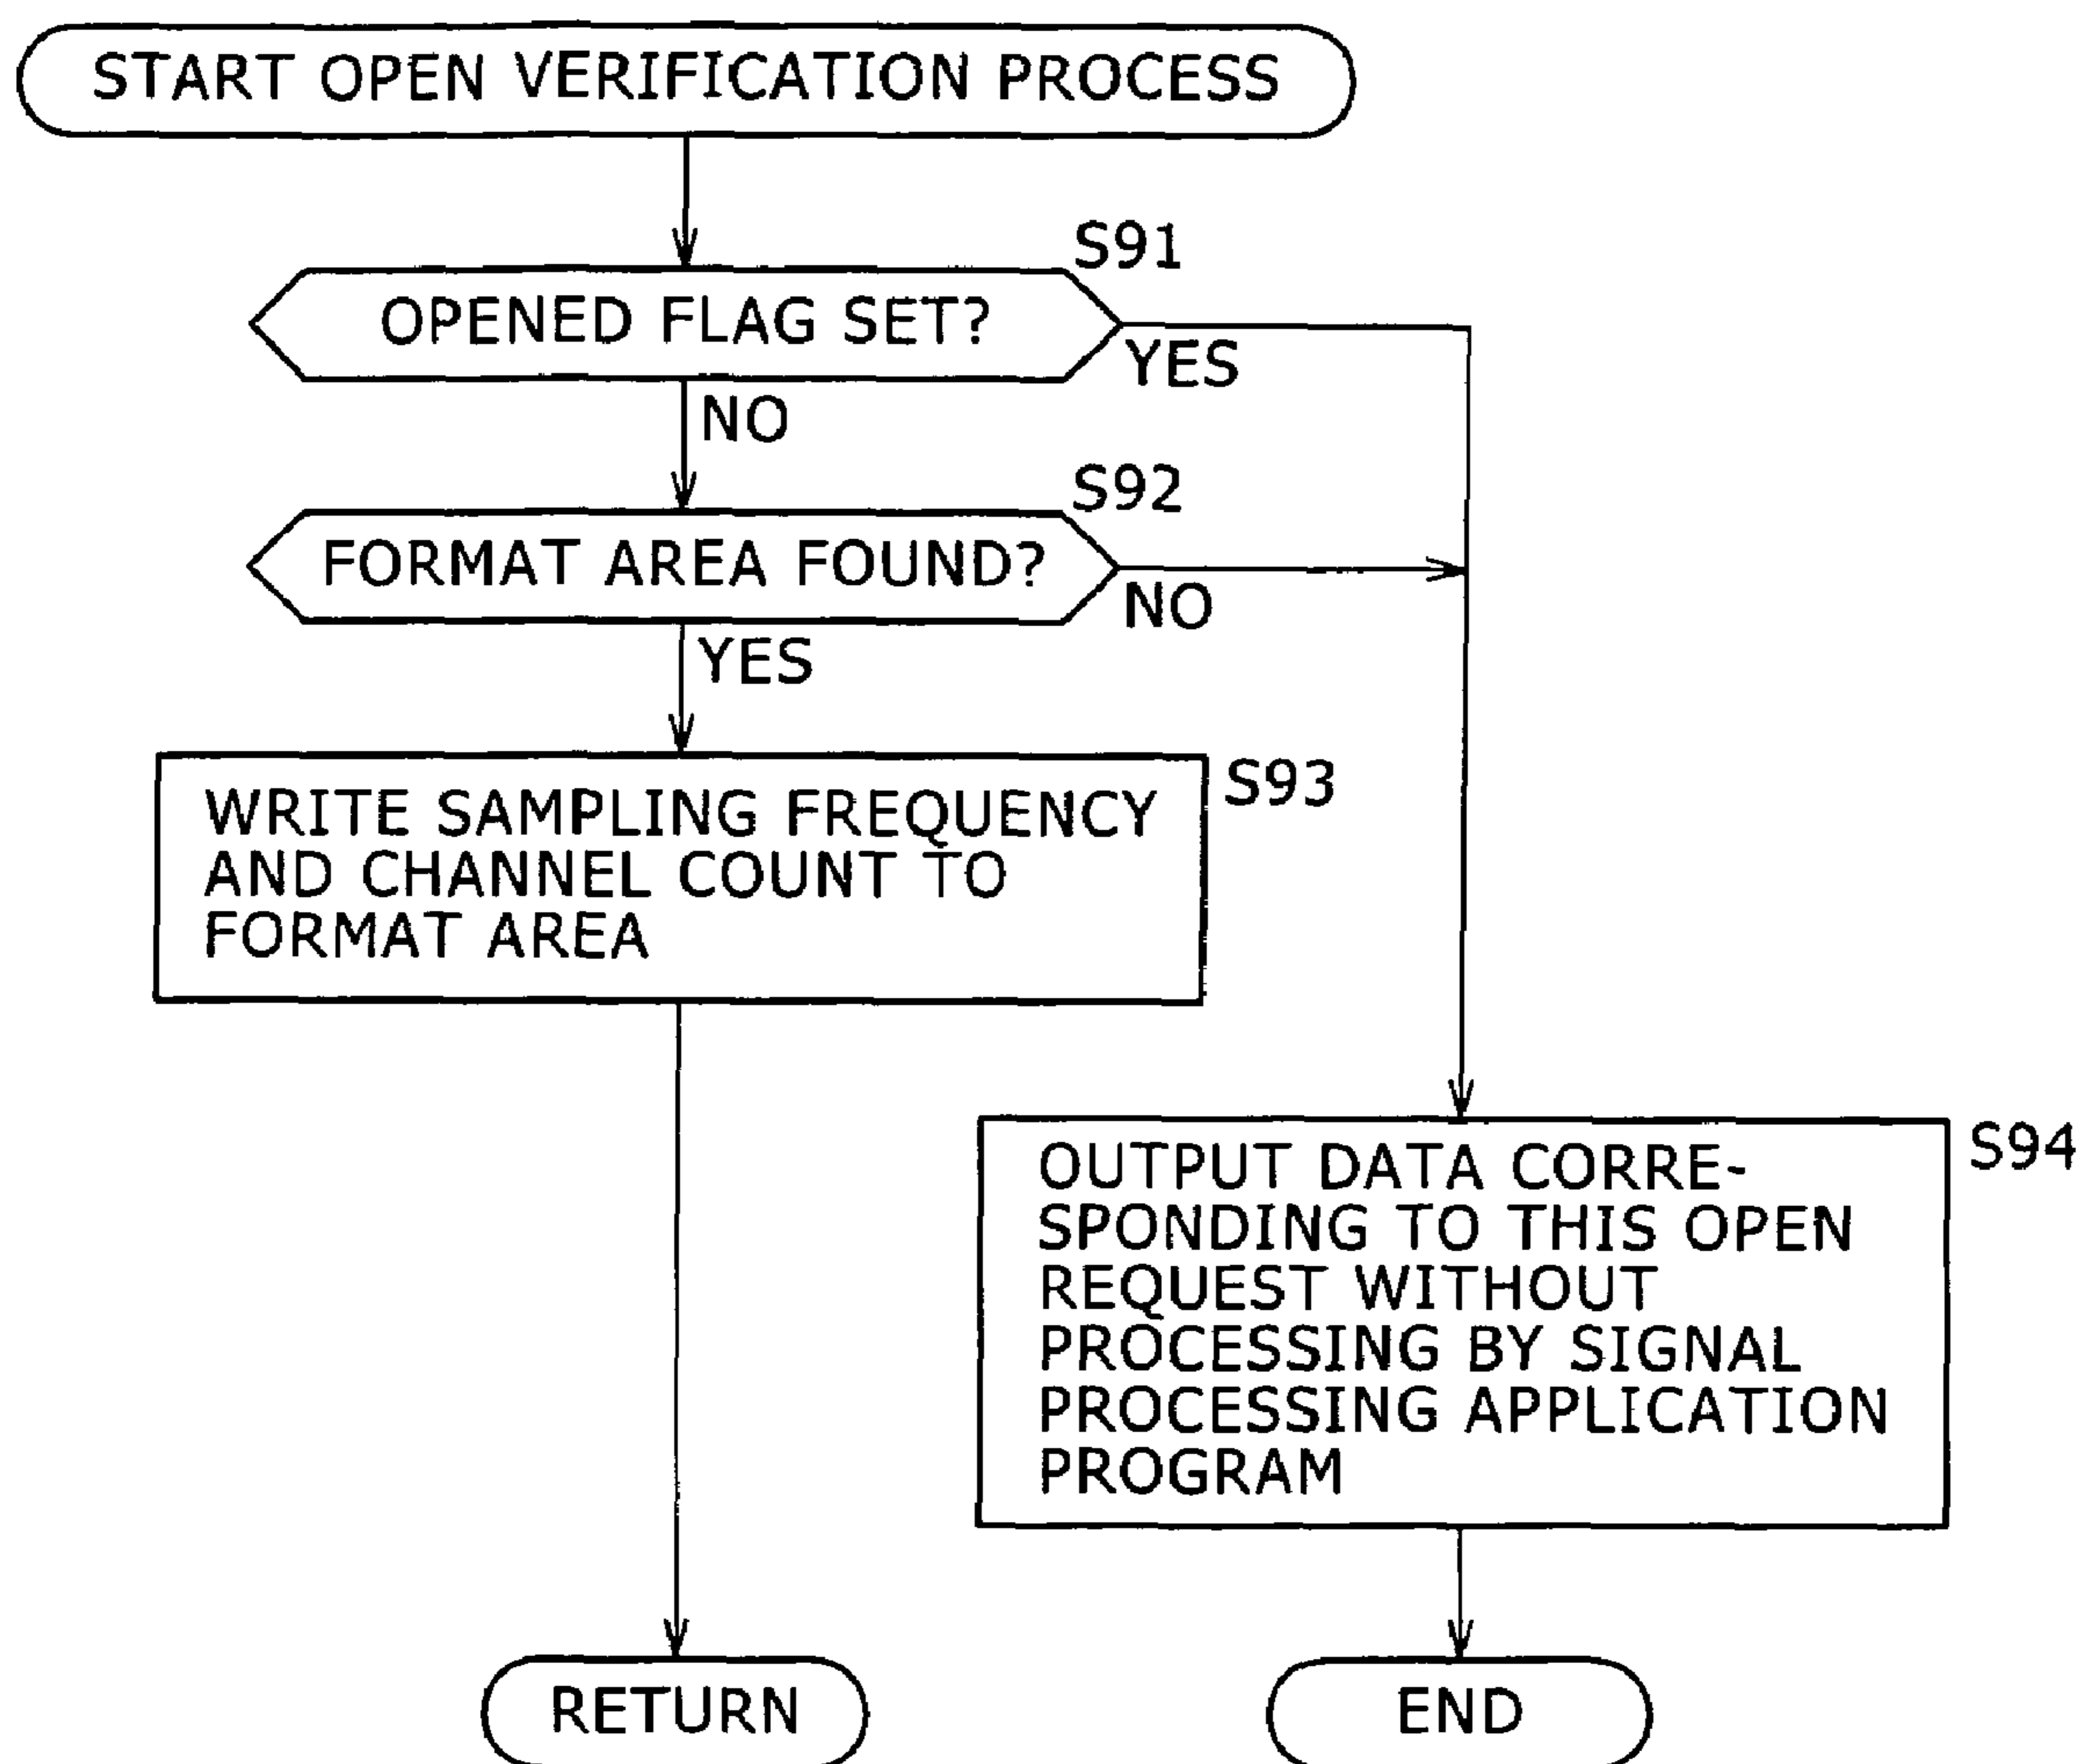 START OPEN VERIFICATION PROCESS
S91
OPENED FLAG SET?
YES
NO
S92
FORMAT AREA FOUND?
NO
YES
S93
WRITE SAMPLING FREQUENCY
AND CHANNEL COUNT TO
FORMAT AREA
S94
OUTPUT DATA CORRE-
SPONDING TO THIS OPEN
REQUEST WITHOUT
PROCESSING BY SIGNAL
PROCESSING APPLICATION
PROGRAM
RETURN
END